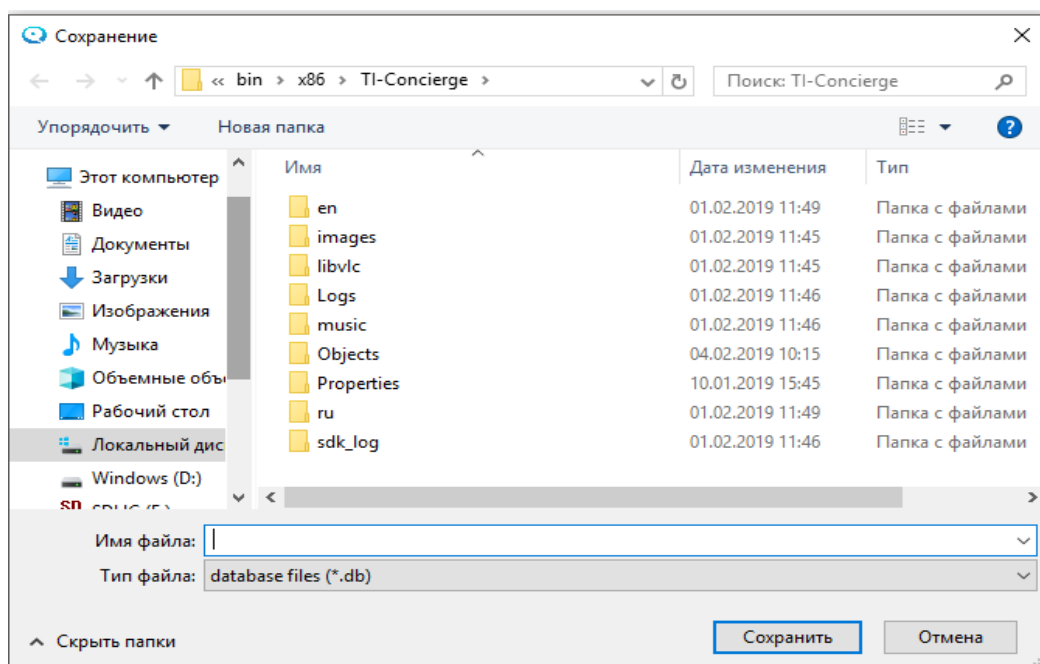 Сохранение
« bin > x86 > TI-Concierge >
Поиск: TI-Concierge
Упорядочить Новая папка
Имя Дата изменения Тип
en 01.02.2019 11:49 Папка с файлами
images 01.02.2019 11:45 Папка с файлами
libvlc 01.02.2019 11:45 Папка с файлами
Logs 01.02.2019 11:46 Папка с файлами
music 01.02.2019 11:46 Папка с файлами
Objects 04.02.2019 10:15 Папка с файлами
Properties 10.01.2019 15:45 Папка с файлами
ru 01.02.2019 11:49 Папка с файлами
sdk_log 01.02.2019 11:46 Папка с файлами
Этот компьютер
Видео
Документы
Загрузки
Изображения
Музыка
Объемные объ
Рабочий стол
Локальный дис
Windows (D:)
Имя файла:
Тип файла: database files (*.db)
Скрыть папки
Сохранить Отмена